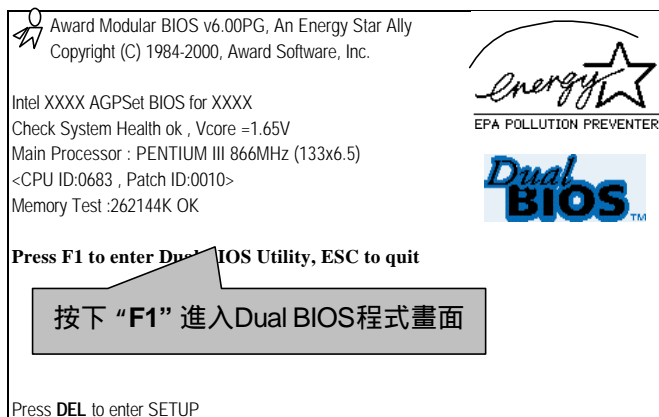 Award Modular BIOS v6.00PG, An Energy Star Ally
Copyright (C) 1984-2000, Award Software, Inc.
energy
EPA POLLUTION PREVENTER
Intel XXXX AGPSet BIOS for XXXX
Check System Health ok , Vcore =1.65V
Main Processor : PENTIUM III 866MHz (133x6.5)
<CPU ID:0683 , Patch ID:0010>
Memory Test :262144K OK
Dual
BIOS TM
Press F1 to enter Dual BIOS Utility, ESC to quit
按下 “F1” 進入Dual BIOS程式畫面
Press DEL to enter SETUP